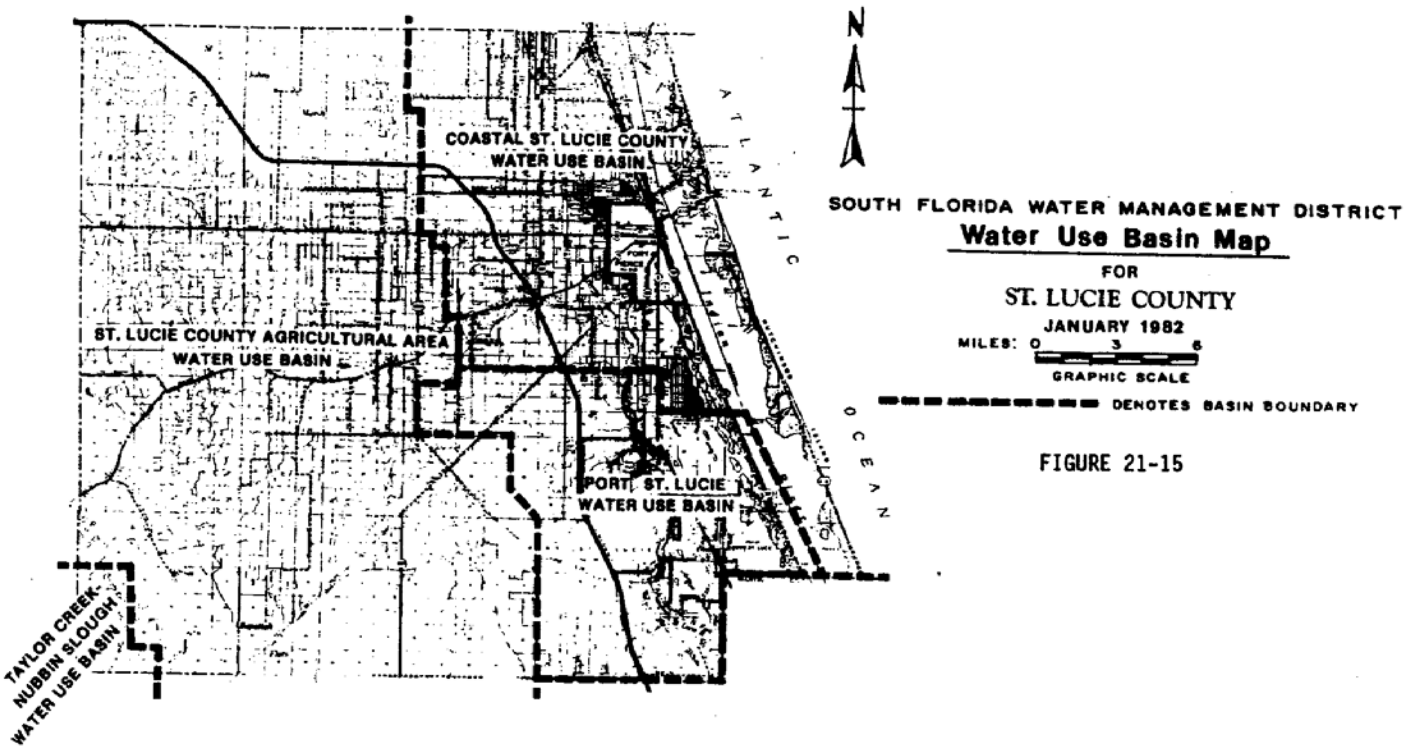 N
ATLANTIC
OCEAN
COASTAL ST. LUCIE COUNTY
WATER USE BASIN
FORT
PIERCE
Indian
ST. LUCIE COUNTY AGRICULTURAL AREA
WATER USE BASIN
PORT ST. LUCIE
WATER USE BASIN
TAYLOR CREEK-
NUBBIN SLOUGH
WATER USE BASIN
SOUTH FLORIDA WATER MANAGEMENT DISTRICT
Water Use Basin Map
FOR
ST. LUCIE COUNTY
JANUARY 1982
MILES: 0 3 6
GRAPHIC SCALE
DENOTES BASIN BOUNDARY
FIGURE 21-15